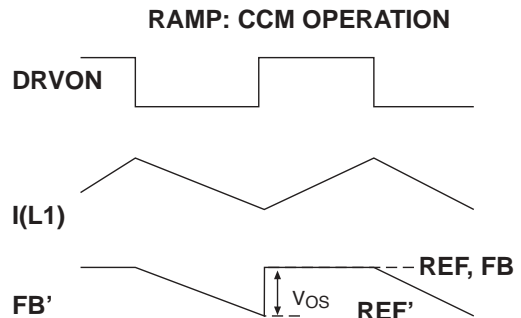 RAMP: CCM OPERATION
DRVON
I(L1)
REF, FB
FB'
VOS
REF'